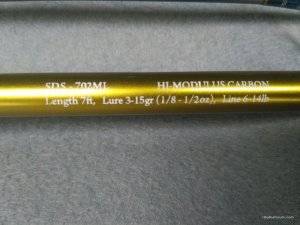 SDS - 702ML HI-MODULUS CARBON
Length 7ft, Lure 3-15gr (1/8 - 1/2oz), Line 6-14lb